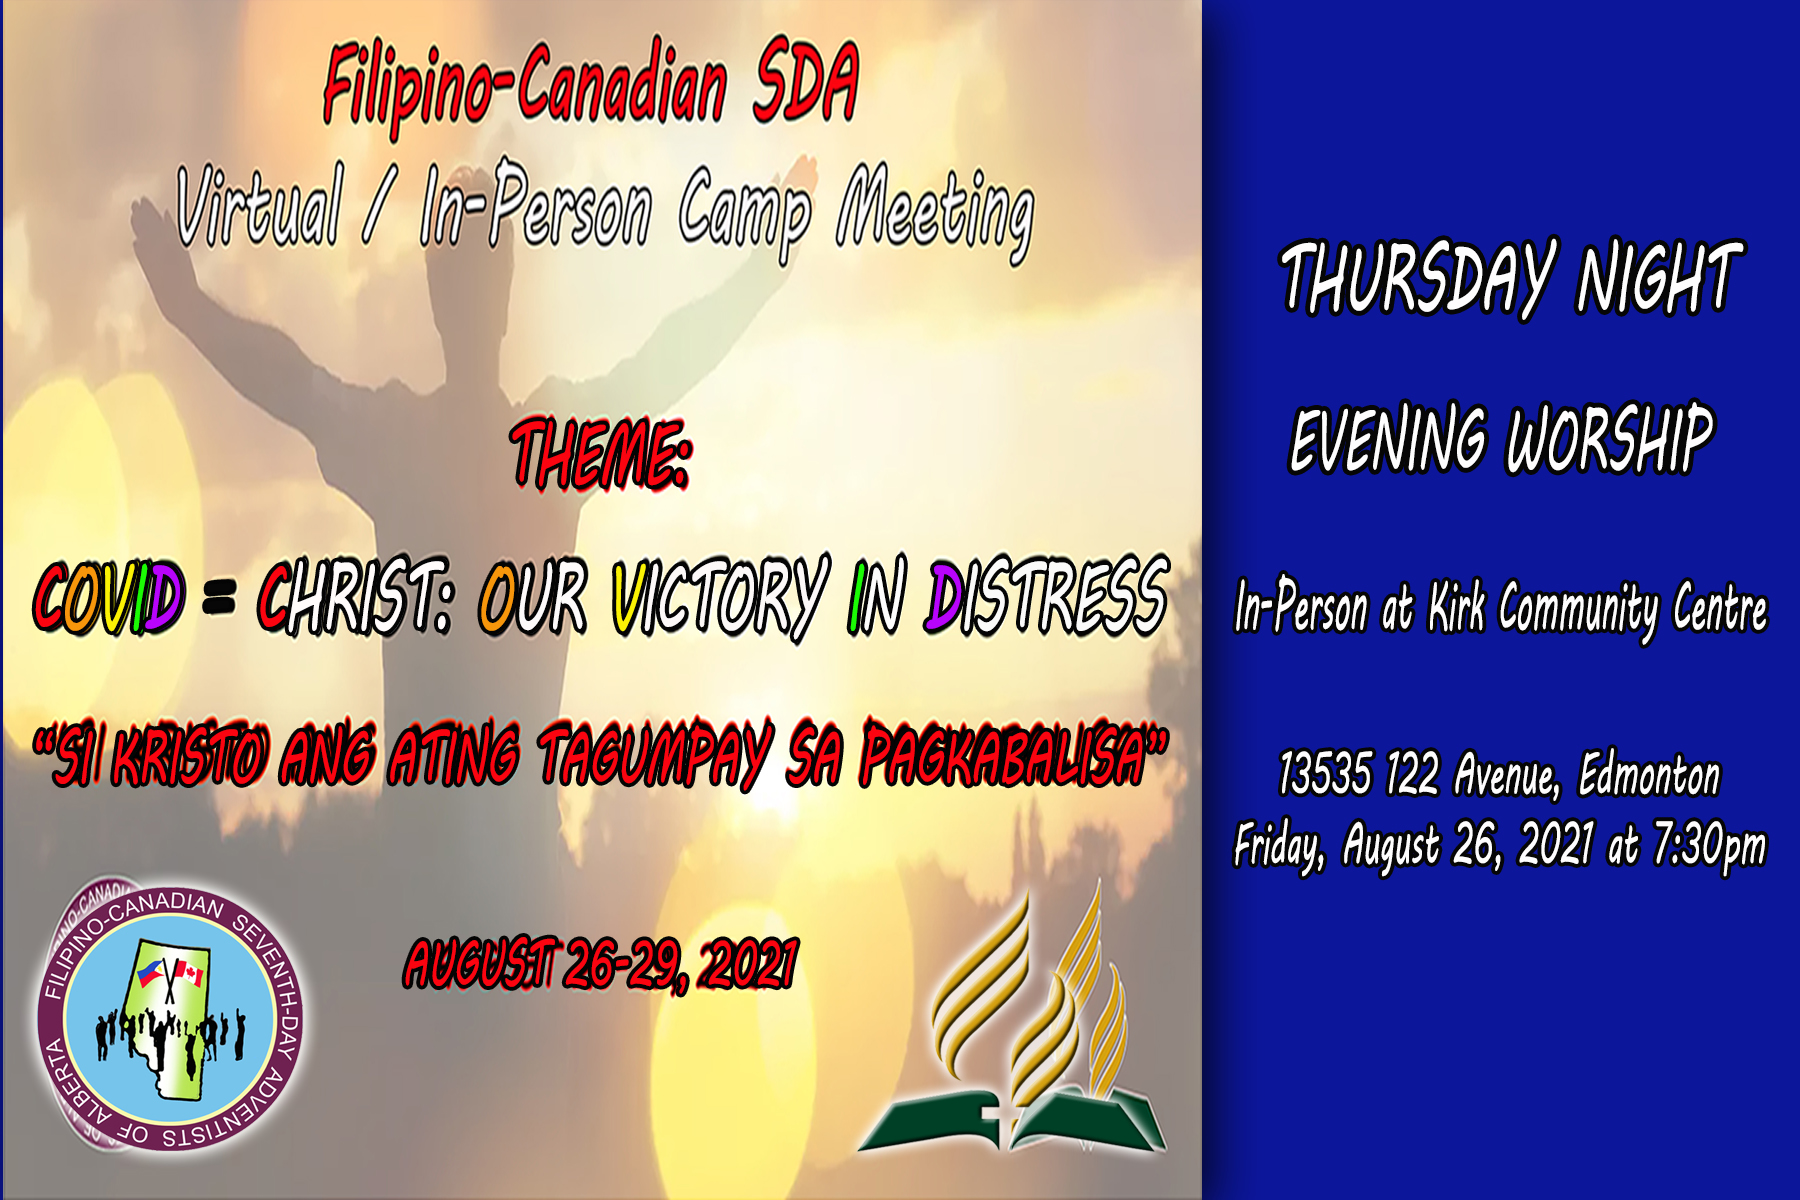 Filipino-Canadian SDA
Virtual / In-Person Camp Meeting
THEME:
COVID = CHRIST: OUR VICTORY IN DISTRESS
“SI KRISTO ANG ATING TAGUMPAY SA PAGKABALISA”
AUGUST 26-29, 2021
FILIPINO-CANADIAN SEVENTH-DAY ADVENTISTS OF ALBERTA
THURSDAY NIGHT
EVENING WORSHIP
In-Person at Kirk Community Centre
13535 122 Avenue, Edmonton
Friday, August 26, 2021 at 7:30pm